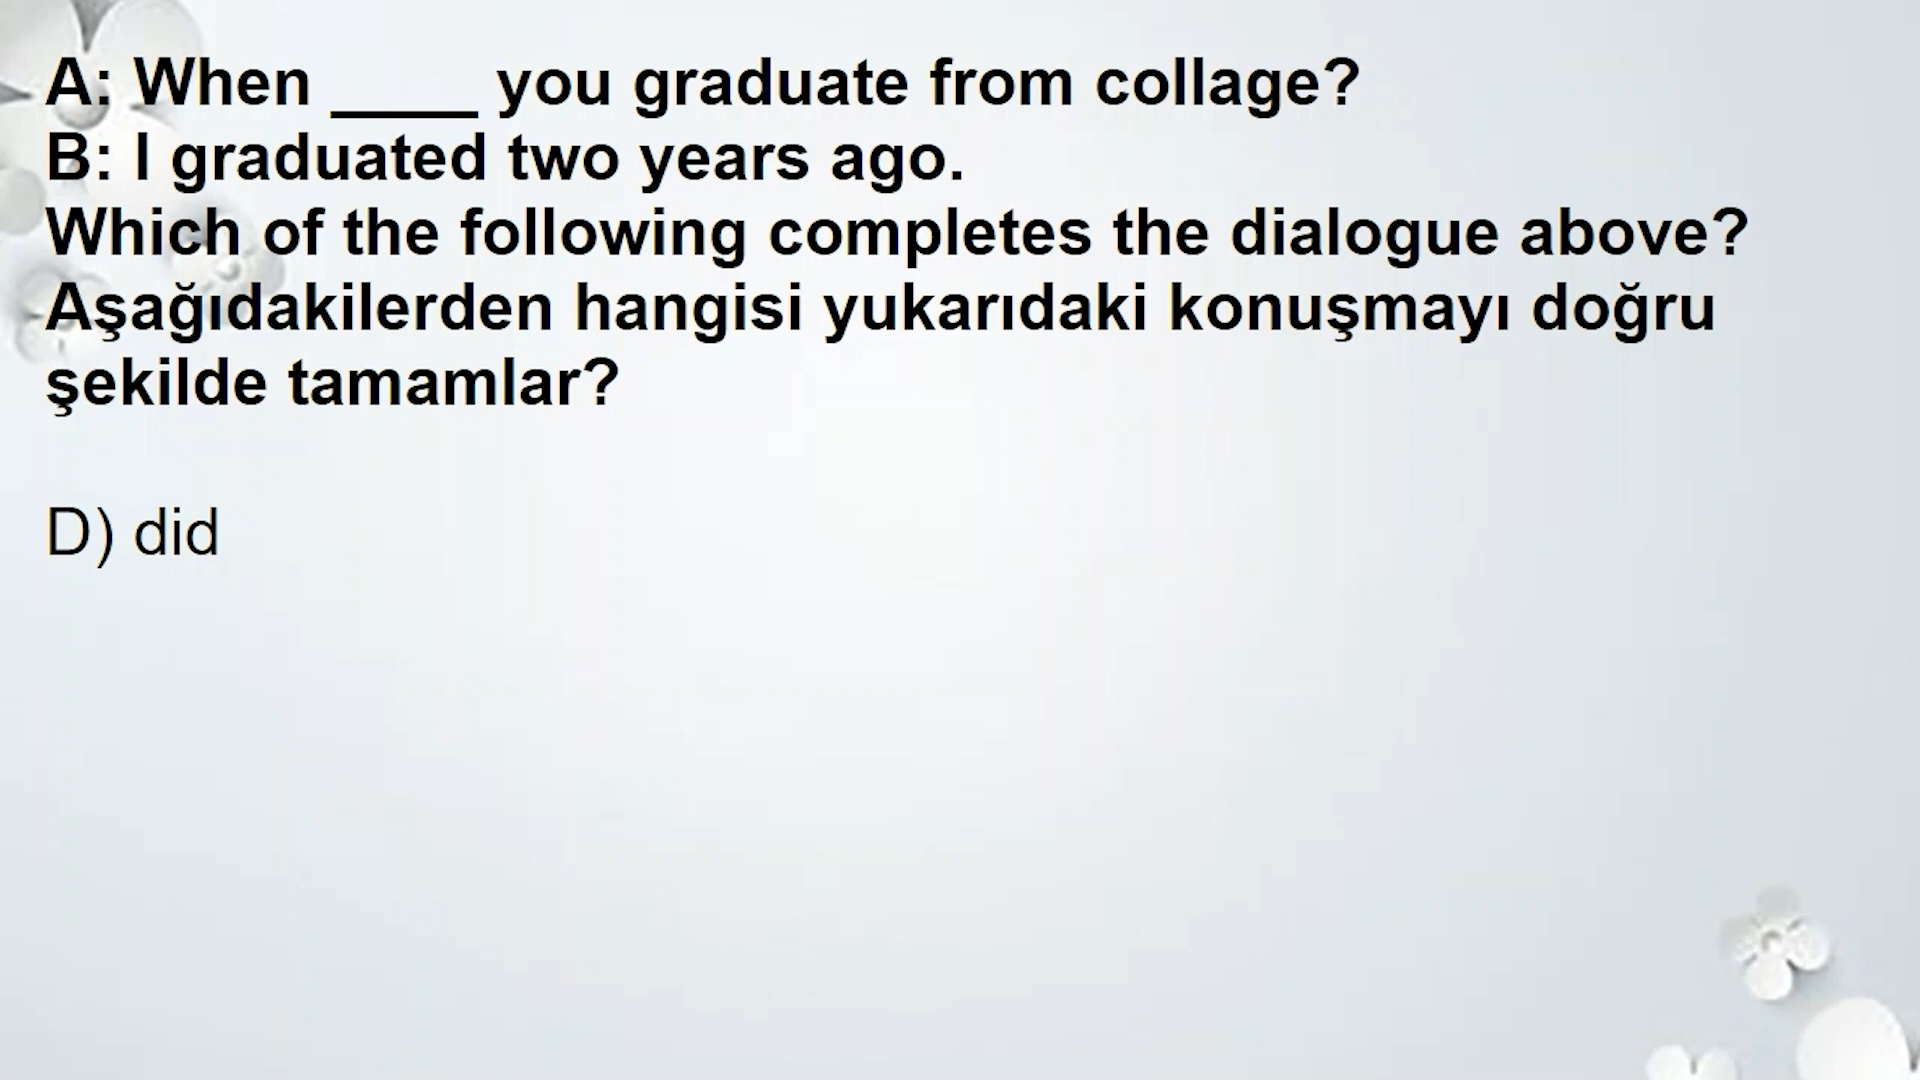 A: When ____ you graduate from collage?
B: I graduated two years ago.
Which of the following completes the dialogue above?
Aşağıdakilerden hangisi yukarıdaki konuşmayı doğru
şekilde tamamlar?
D) did